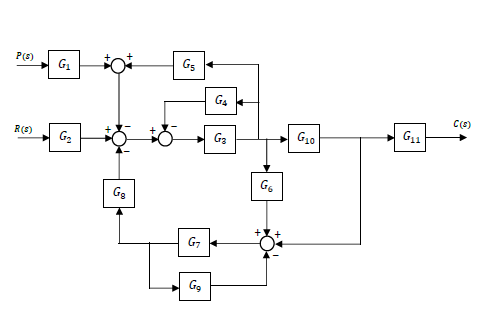 P(s) G₁ + + G₅
G₄
R(s) G₂ + − + − G₃ G₁₀ G₁₁ C(s)
−
G₈ G₆
G₇ + +
−
G₉